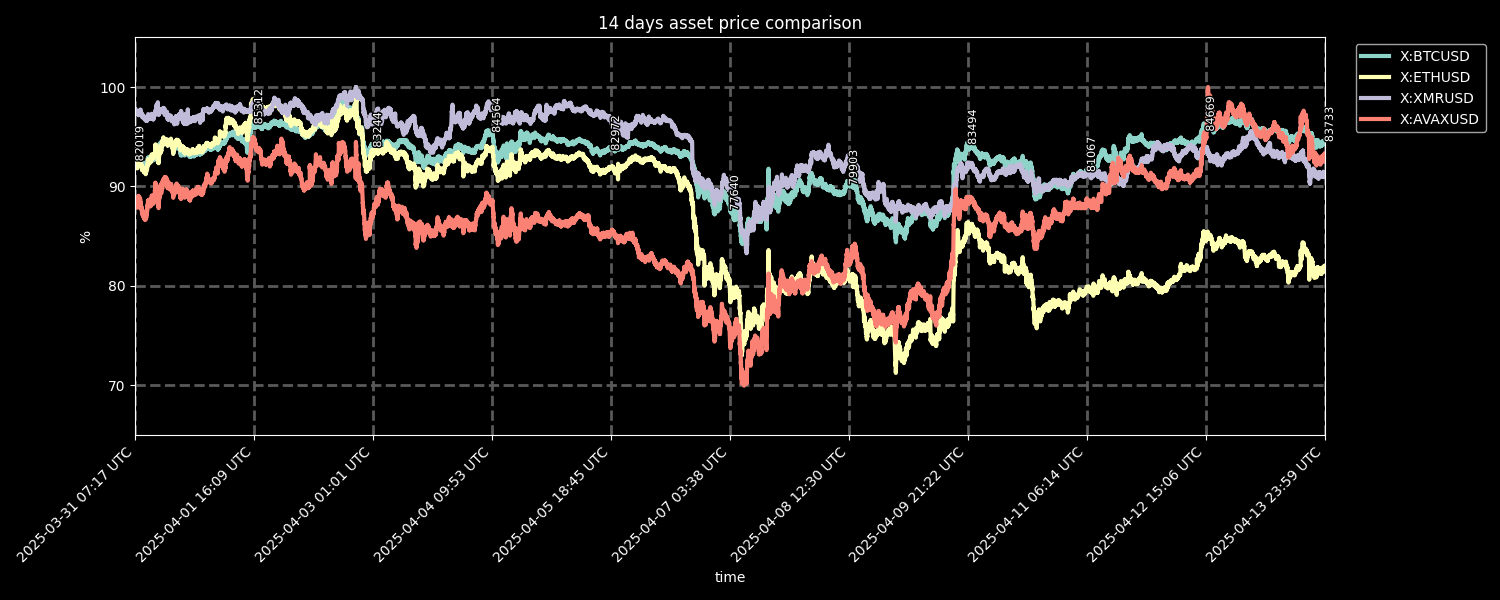 14 days asset price comparison
X:BTCUSD
X:ETHUSD
X:XMRUSD
X:AVAXUSD
%
100
90
80
70
82019
85312
83244
84564
82972
77640
79903
83494
81067
84669
83733
2025-03-31 07:17 UTC
2025-04-01 16:09 UTC
2025-04-03 01:01 UTC
2025-04-04 09:53 UTC
2025-04-05 18:45 UTC
2025-04-07 03:38 UTC
2025-04-08 12:30 UTC
2025-04-09 21:22 UTC
2025-04-11 06:14 UTC
2025-04-12 15:06 UTC
2025-04-13 23:59 UTC
time